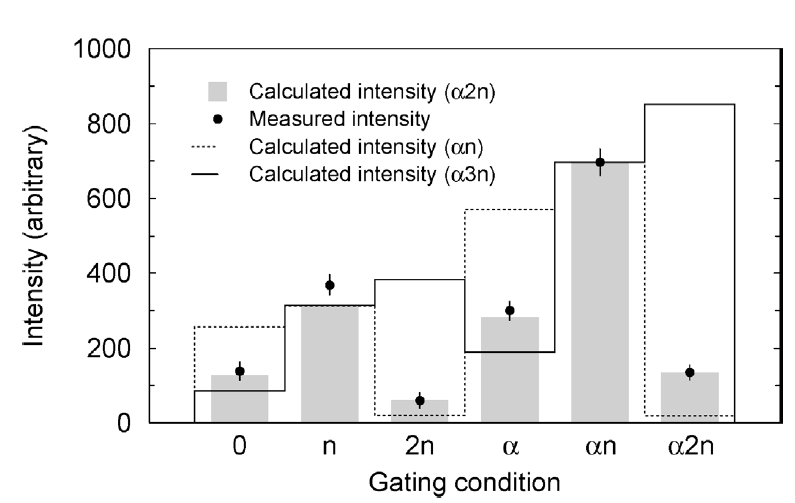 1000
800
600
400
200
0
Intensity (arbitrary)
Calculated intensity (α2n)
Measured intensity
Calculated intensity (αn)
Calculated intensity (α3n)
0 n 2n α αn α2n
Gating condition